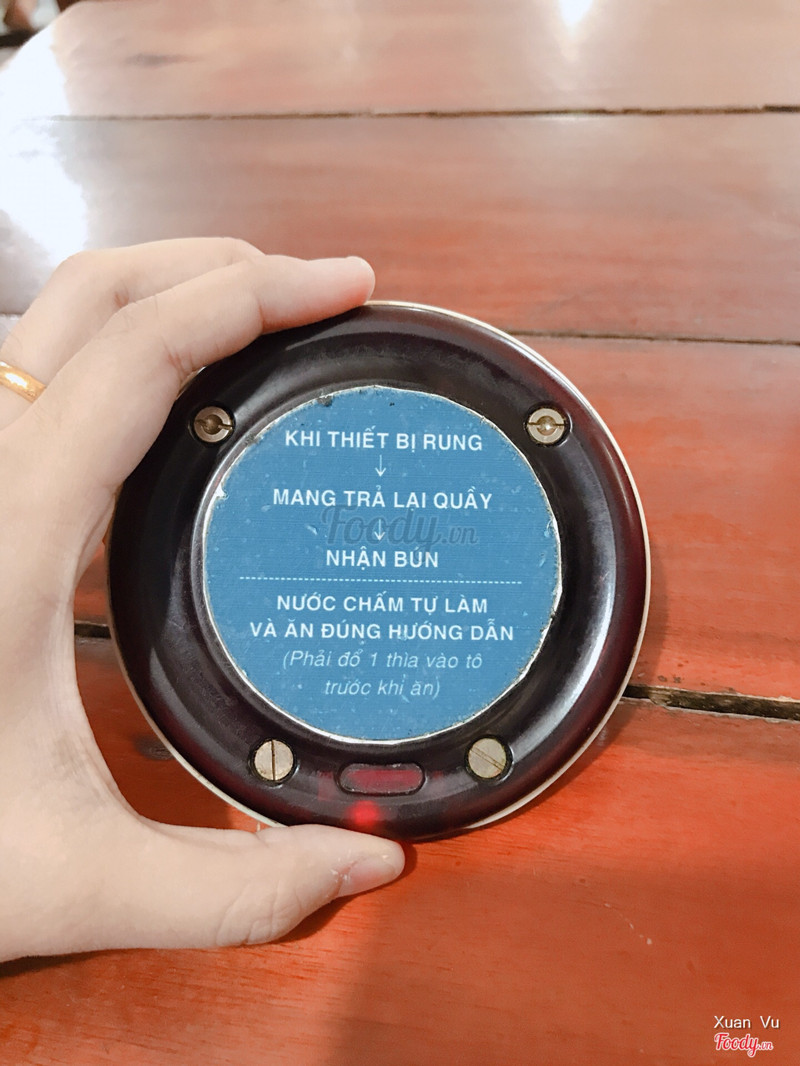 KHI THIẾT BỊ RUNG
↓
MANG TRẢ LẠI QUẦY
↓
NHẬN BÚN
NƯỚC CHẤM TỰ LÀM
VÀ ĂN ĐÚNG HƯỚNG DẪN
(Phải đổ 1 thìa vào tô
trước khi ăn)
Foody.vn
Xuan Vu
Foody.vn